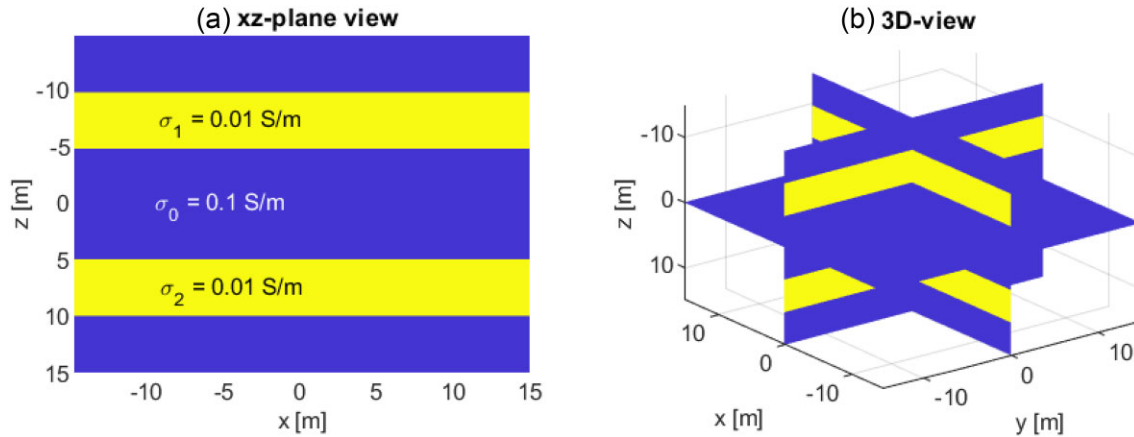 (a) xz-plane view
-10
σ1 = 0.01 S/m
-5
z [m]
0
σ0 = 0.1 S/m
5
σ2 = 0.01 S/m
10
15
-10
-5
0
5
10
15
x [m]
(b) 3D-view
-10
z [m]
0
10
10
0
-10
x [m]
-10
0
10
y [m]